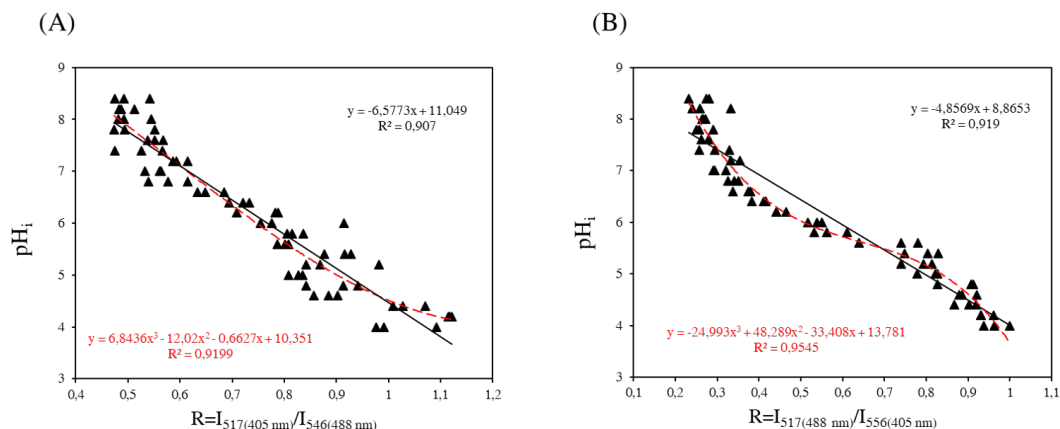 (A)
9
8
7
6
5
4
3
pHi
y = -6,5773x + 11,049
R² = 0,907
y = 6,8436x³ - 12,02x² - 0,6627x + 10,351
R² = 0,9199
0,4 0,5 0,6 0,7 0,8 0,9 1 1,1 1,2
R=I517(405 nm)/I546(488 nm)
(B)
9
8
7
6
5
4
3
pHi
y = -4,8569x + 8,8653
R² = 0,919
y = -24,993x³ + 48,289x² - 33,408x + 13,781
R² = 0,9545
0,1 0,2 0,3 0,4 0,5 0,6 0,7 0,8 0,9 1 1,1
R=I517(488 nm)/I556(405 nm)